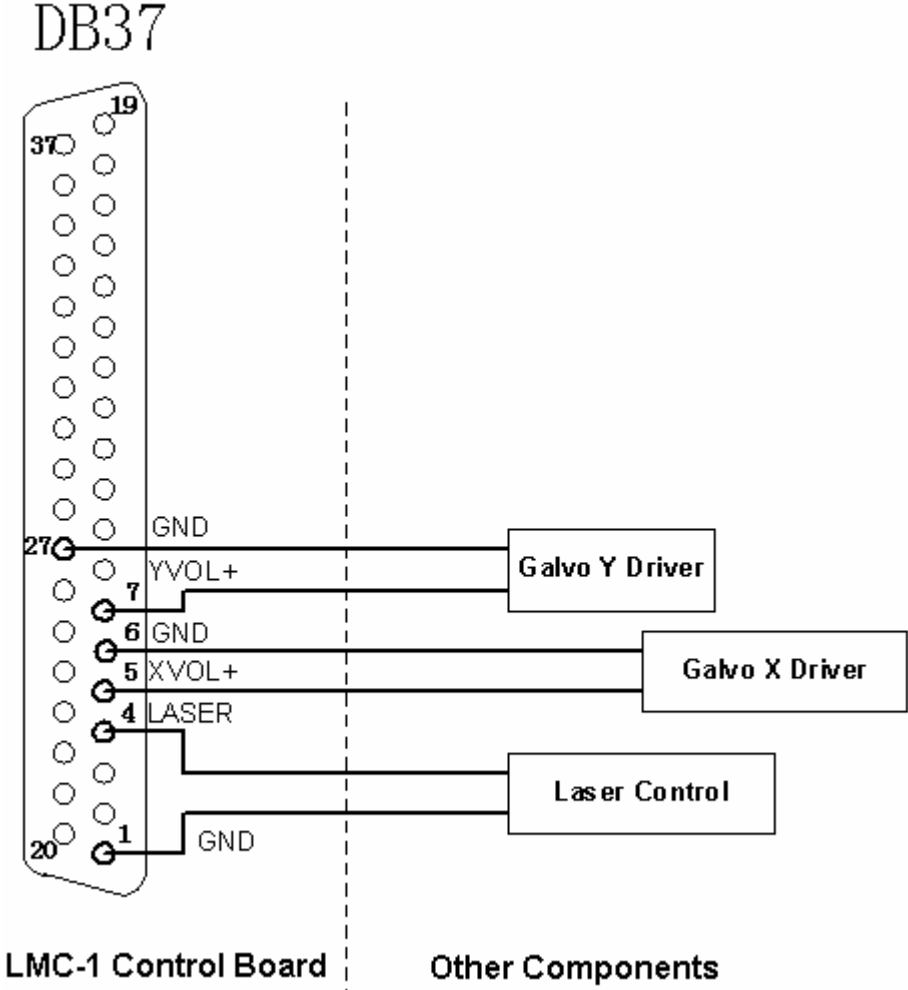 DB37
19
37
27
GND
Galvo Y Driver
YVOL+
7
6 GND
Galvo X Driver
5 XVOL+
4 LASER
Laser Control
20
1
GND
LMC-1 Control Board
Other Components